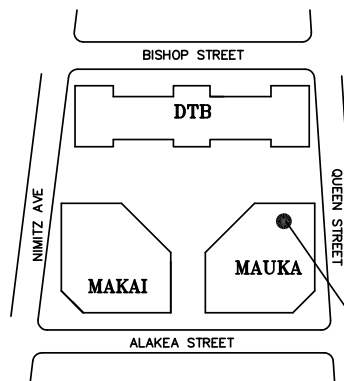 BISHOP STREET
DTB
NIMITZ AVE
QUEEN STREET
MAUKA
MAKAI
ALAKEA STREET